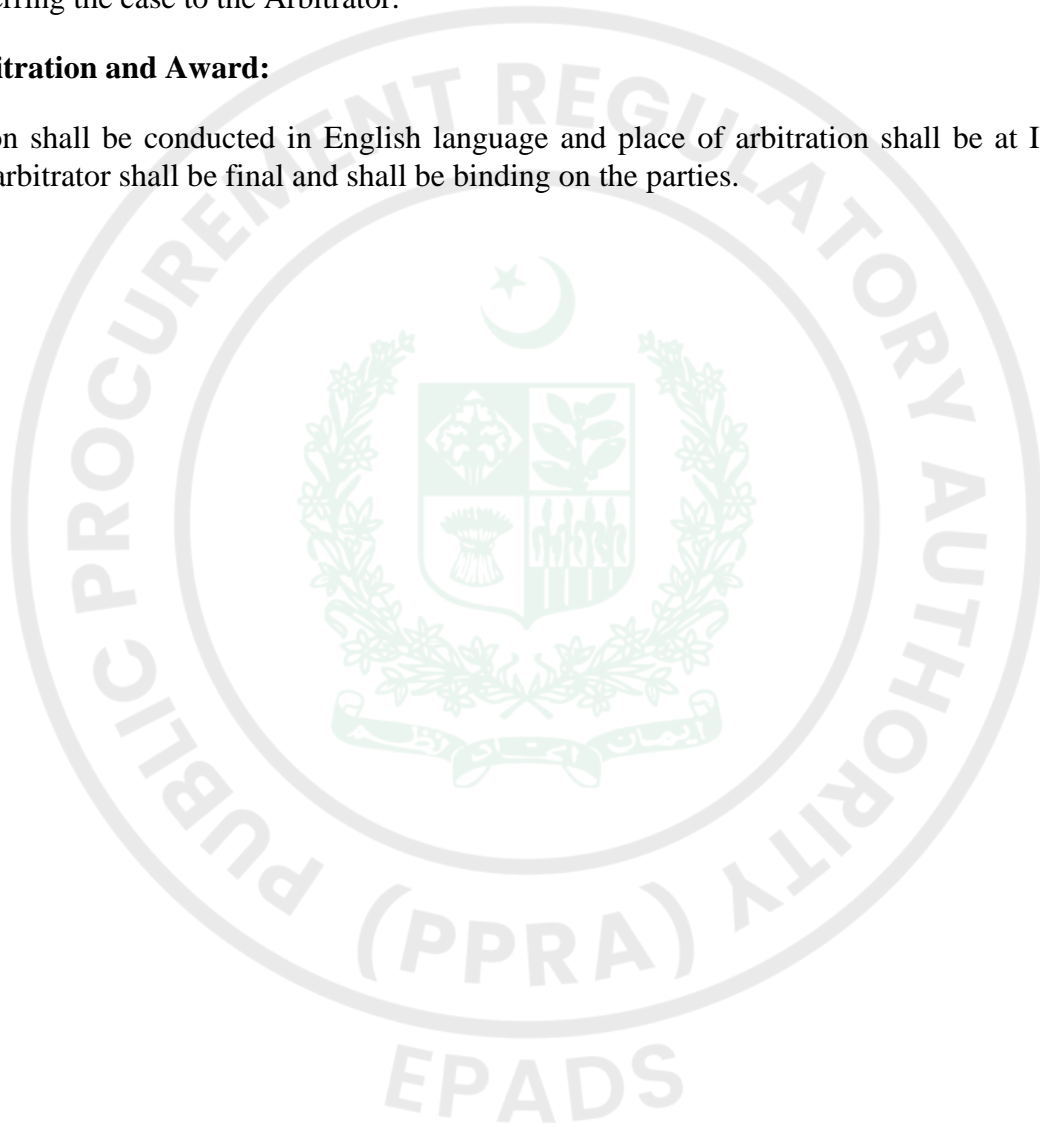 erring the case to the Arbitrator.
itration and Award:
on shall be conducted in English language and place of arbitration shall be at I
arbitrator shall be final and shall be binding on the parties.
PUBLIC PROCUREMENT REGULATORY AUTHORITY
(PPRA)
EPADS